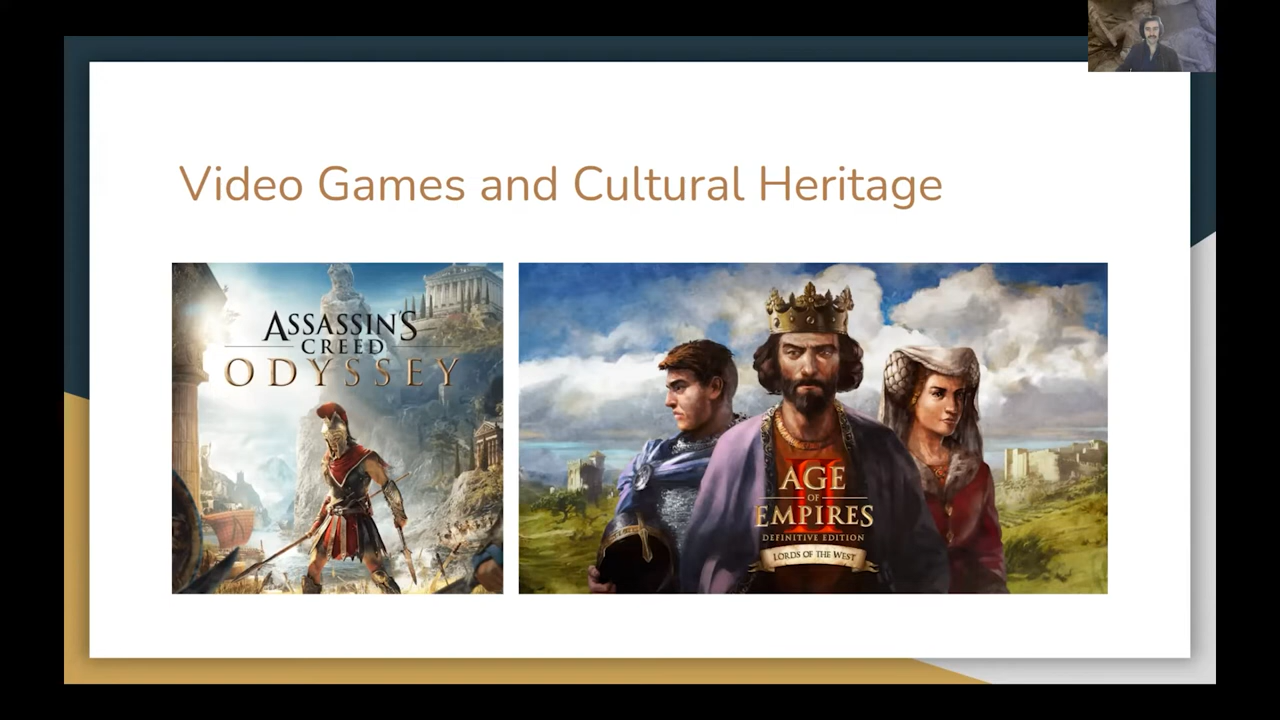 Video Games and Cultural Heritage
ASSASSIN'S
CREED
ODYSSEY
II
AGE
OF
EMPIRES
DEFINITIVE EDITION
LORDS OF THE WEST